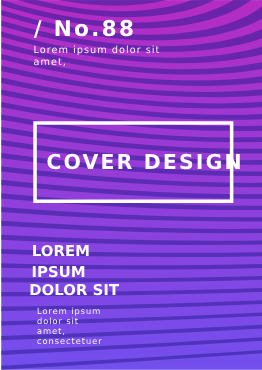 / No.88
Lorem ipsum dolor sit
amet,
COVER DESIGN
LOREM
IPSUM
DOLOR SIT
Lorem ipsum
dolor sit
amet,
consectetuer